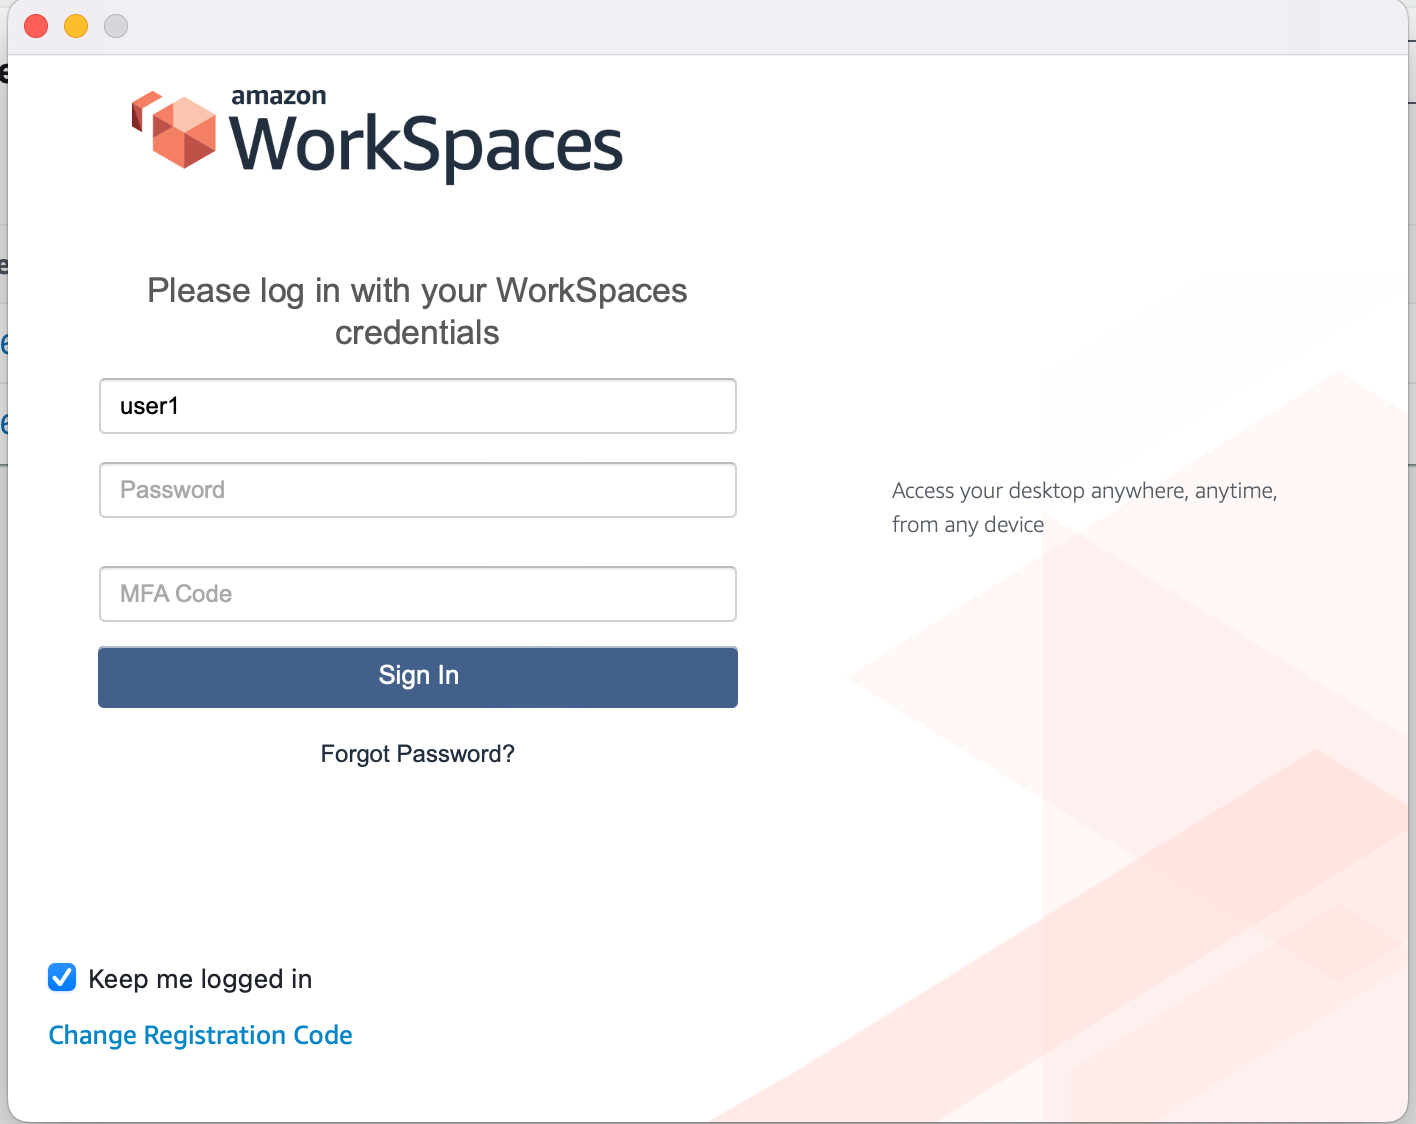 amazon
WorkSpaces
Please log in with your WorkSpaces
credentials
user1
Password
MFA Code
Sign In
Forgot Password?
Access your desktop anywhere, anytime,
from any device
Keep me logged in
Change Registration Code